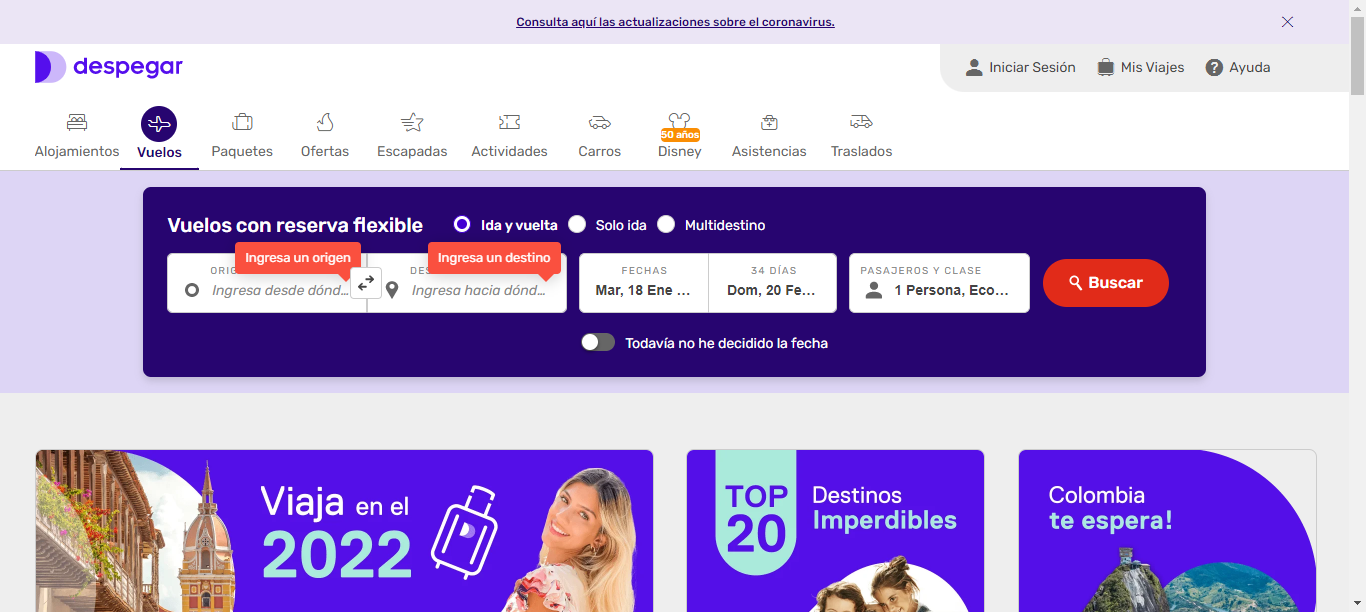 Consulta aquí las actualizaciones sobre el coronavirus.
despegar
Iniciar Sesión
Mis Viajes
Ayuda
Alojamientos
Vuelos
Paquetes
Ofertas
Escapadas
Actividades
Carros
50 años
Disney
Asistencias
Traslados
Vuelos con reserva flexible
Ida y vuelta
Solo ida
Multidestino
Ingresa un origen
Ingresa un destino
FECHAS
34 DÍAS
PASAJEROS Y CLASE
Ingresa desde dónd...
Ingresa hacia dónd...
Mar, 18 Ene ...
Dom, 20 Fe...
1 Persona, Eco...
Buscar
Todavía no he decidido la fecha
Viaja en el
2022
TOP
20
Destinos
Imperdibles
Colombia
te espera!